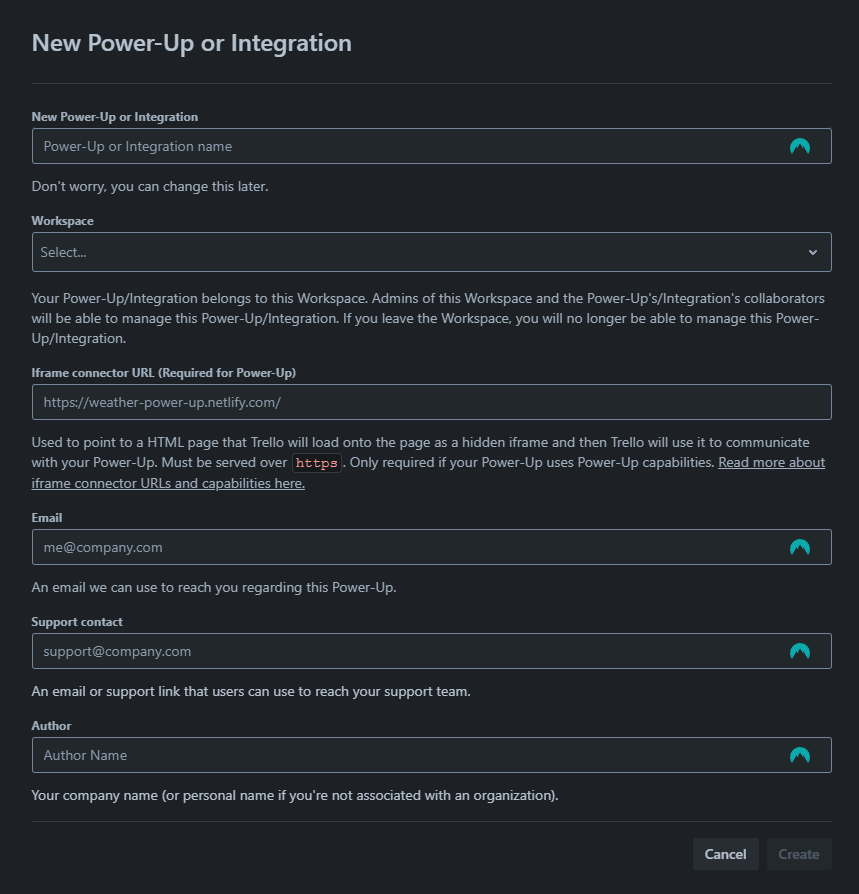 New Power-Up or Integration
New Power-Up or Integration
Power-Up or Integration name
Don't worry, you can change this later.
Workspace
Select...
Your Power-Up/Integration belongs to this Workspace. Admins of this Workspace and the Power-Up's/Integration's collaborators
will be able to manage this Power-Up/Integration. If you leave the Workspace, you will no longer be able to manage this Power-
Up/Integration.
Iframe connector URL (Required for Power-Up)
https://weather-power-up.netlify.com/
Used to point to a HTML page that Trello will load onto the page as a hidden iframe and then Trello will use it to communicate
with your Power-Up. Must be served over https. Only required if your Power-Up uses Power-Up capabilities. Read more about
iframe connector URLs and capabilities here.
Email
me@company.com
An email we can use to reach you regarding this Power-Up.
Support contact
support@company.com
An email or support link that users can use to reach your support team.
Author
Author Name
Your company name (or personal name if you're not associated with an organization).
Cancel Create